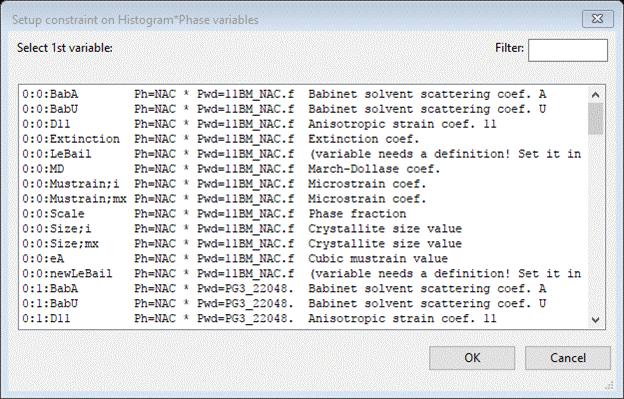 Setup constraint on Histogram*Phase variables
Select 1st variable:
Filter:
0:0:BabA Ph=NAC * Pwd=11BM_NAC.f Babinet solvent scattering coef. A
0:0:BabU Ph=NAC * Pwd=11BM_NAC.f Babinet solvent scattering coef. U
0:0:D11 Ph=NAC * Pwd=11BM_NAC.f Anisotropic strain coef. 11
0:0:Extinction Ph=NAC * Pwd=11BM_NAC.f Extinction coef.
0:0:LeBail Ph=NAC * Pwd=11BM_NAC.f (variable needs a definition! Set it in
0:0:MD Ph=NAC * Pwd=11BM_NAC.f March-Dollase coef.
0:0:Mustrain;i Ph=NAC * Pwd=11BM_NAC.f Microstrain coef.
0:0:Mustrain;mx Ph=NAC * Pwd=11BM_NAC.f Microstrain coef.
0:0:Scale Ph=NAC * Pwd=11BM_NAC.f Phase fraction
0:0:Size;i Ph=NAC * Pwd=11BM_NAC.f Crystallite size value
0:0:Size;mx Ph=NAC * Pwd=11BM_NAC.f Crystallite size value
0:0:eA Ph=NAC * Pwd=11BM_NAC.f Cubic mustrain value
0:0:newLeBail Ph=NAC * Pwd=11BM_NAC.f (variable needs a definition! Set it in
0:1:BabA Ph=NAC * Pwd=PG3_22048. Babinet solvent scattering coef. A
0:1:BabU Ph=NAC * Pwd=PG3_22048. Babinet solvent scattering coef. U
0:1:D11 Ph=NAC * Pwd=PG3_22048. Anisotropic strain coef. 11
OK Cancel